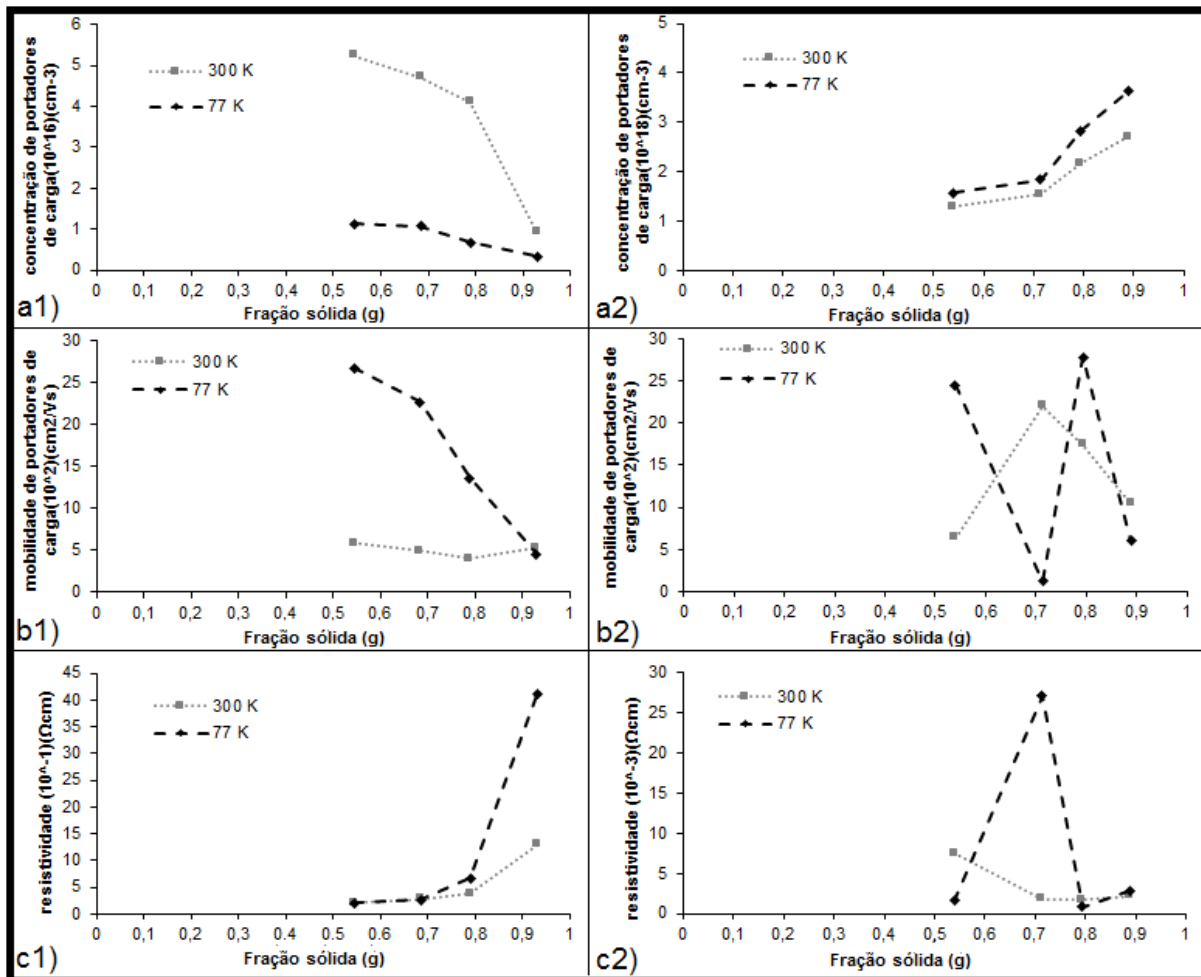 concentração de portadores
de carga(10^16)(cm-3)
6
5
4
3
2
1
0
300 K
77 K
0 0,1 0,2 0,3 0,4 0,5 0,6 0,7 0,8 0,9 1
Fração sólida (g)
a1)
concentração de portadores
de carga(10^18)(cm-3)
5
4
3
2
1
0
300 K
77 K
0 0,1 0,2 0,3 0,4 0,5 0,6 0,7 0,8 0,9 1
Fração sólida (g)
a2)
mobilidade de portadores de
carga(10^2)(cm2/Vs)
30
25
20
15
10
5
0
300 K
77 K
0 0,1 0,2 0,3 0,4 0,5 0,6 0,7 0,8 0,9 1
Fração sólida (g)
b1)
mobilidade de portadores de
carga(10^2)(cm2/Vs)
30
25
20
15
10
5
0
300 K
77 K
0 0,1 0,2 0,3 0,4 0,5 0,6 0,7 0,8 0,9 1
Fração sólida (g)
b2)
resistividade (10^-1)(Ωcm)
45
40
35
30
25
20
15
10
5
0
300 K
77 K
0 0,1 0,2 0,3 0,4 0,5 0,6 0,7 0,8 0,9 1
Fração sólida (g)
c1)
resistividade (10^-3)(Ωcm)
30
25
20
15
10
5
0
300 K
77 K
0 0,1 0,2 0,3 0,4 0,5 0,6 0,7 0,8 0,9 1
Fração sólida (g)
c2)